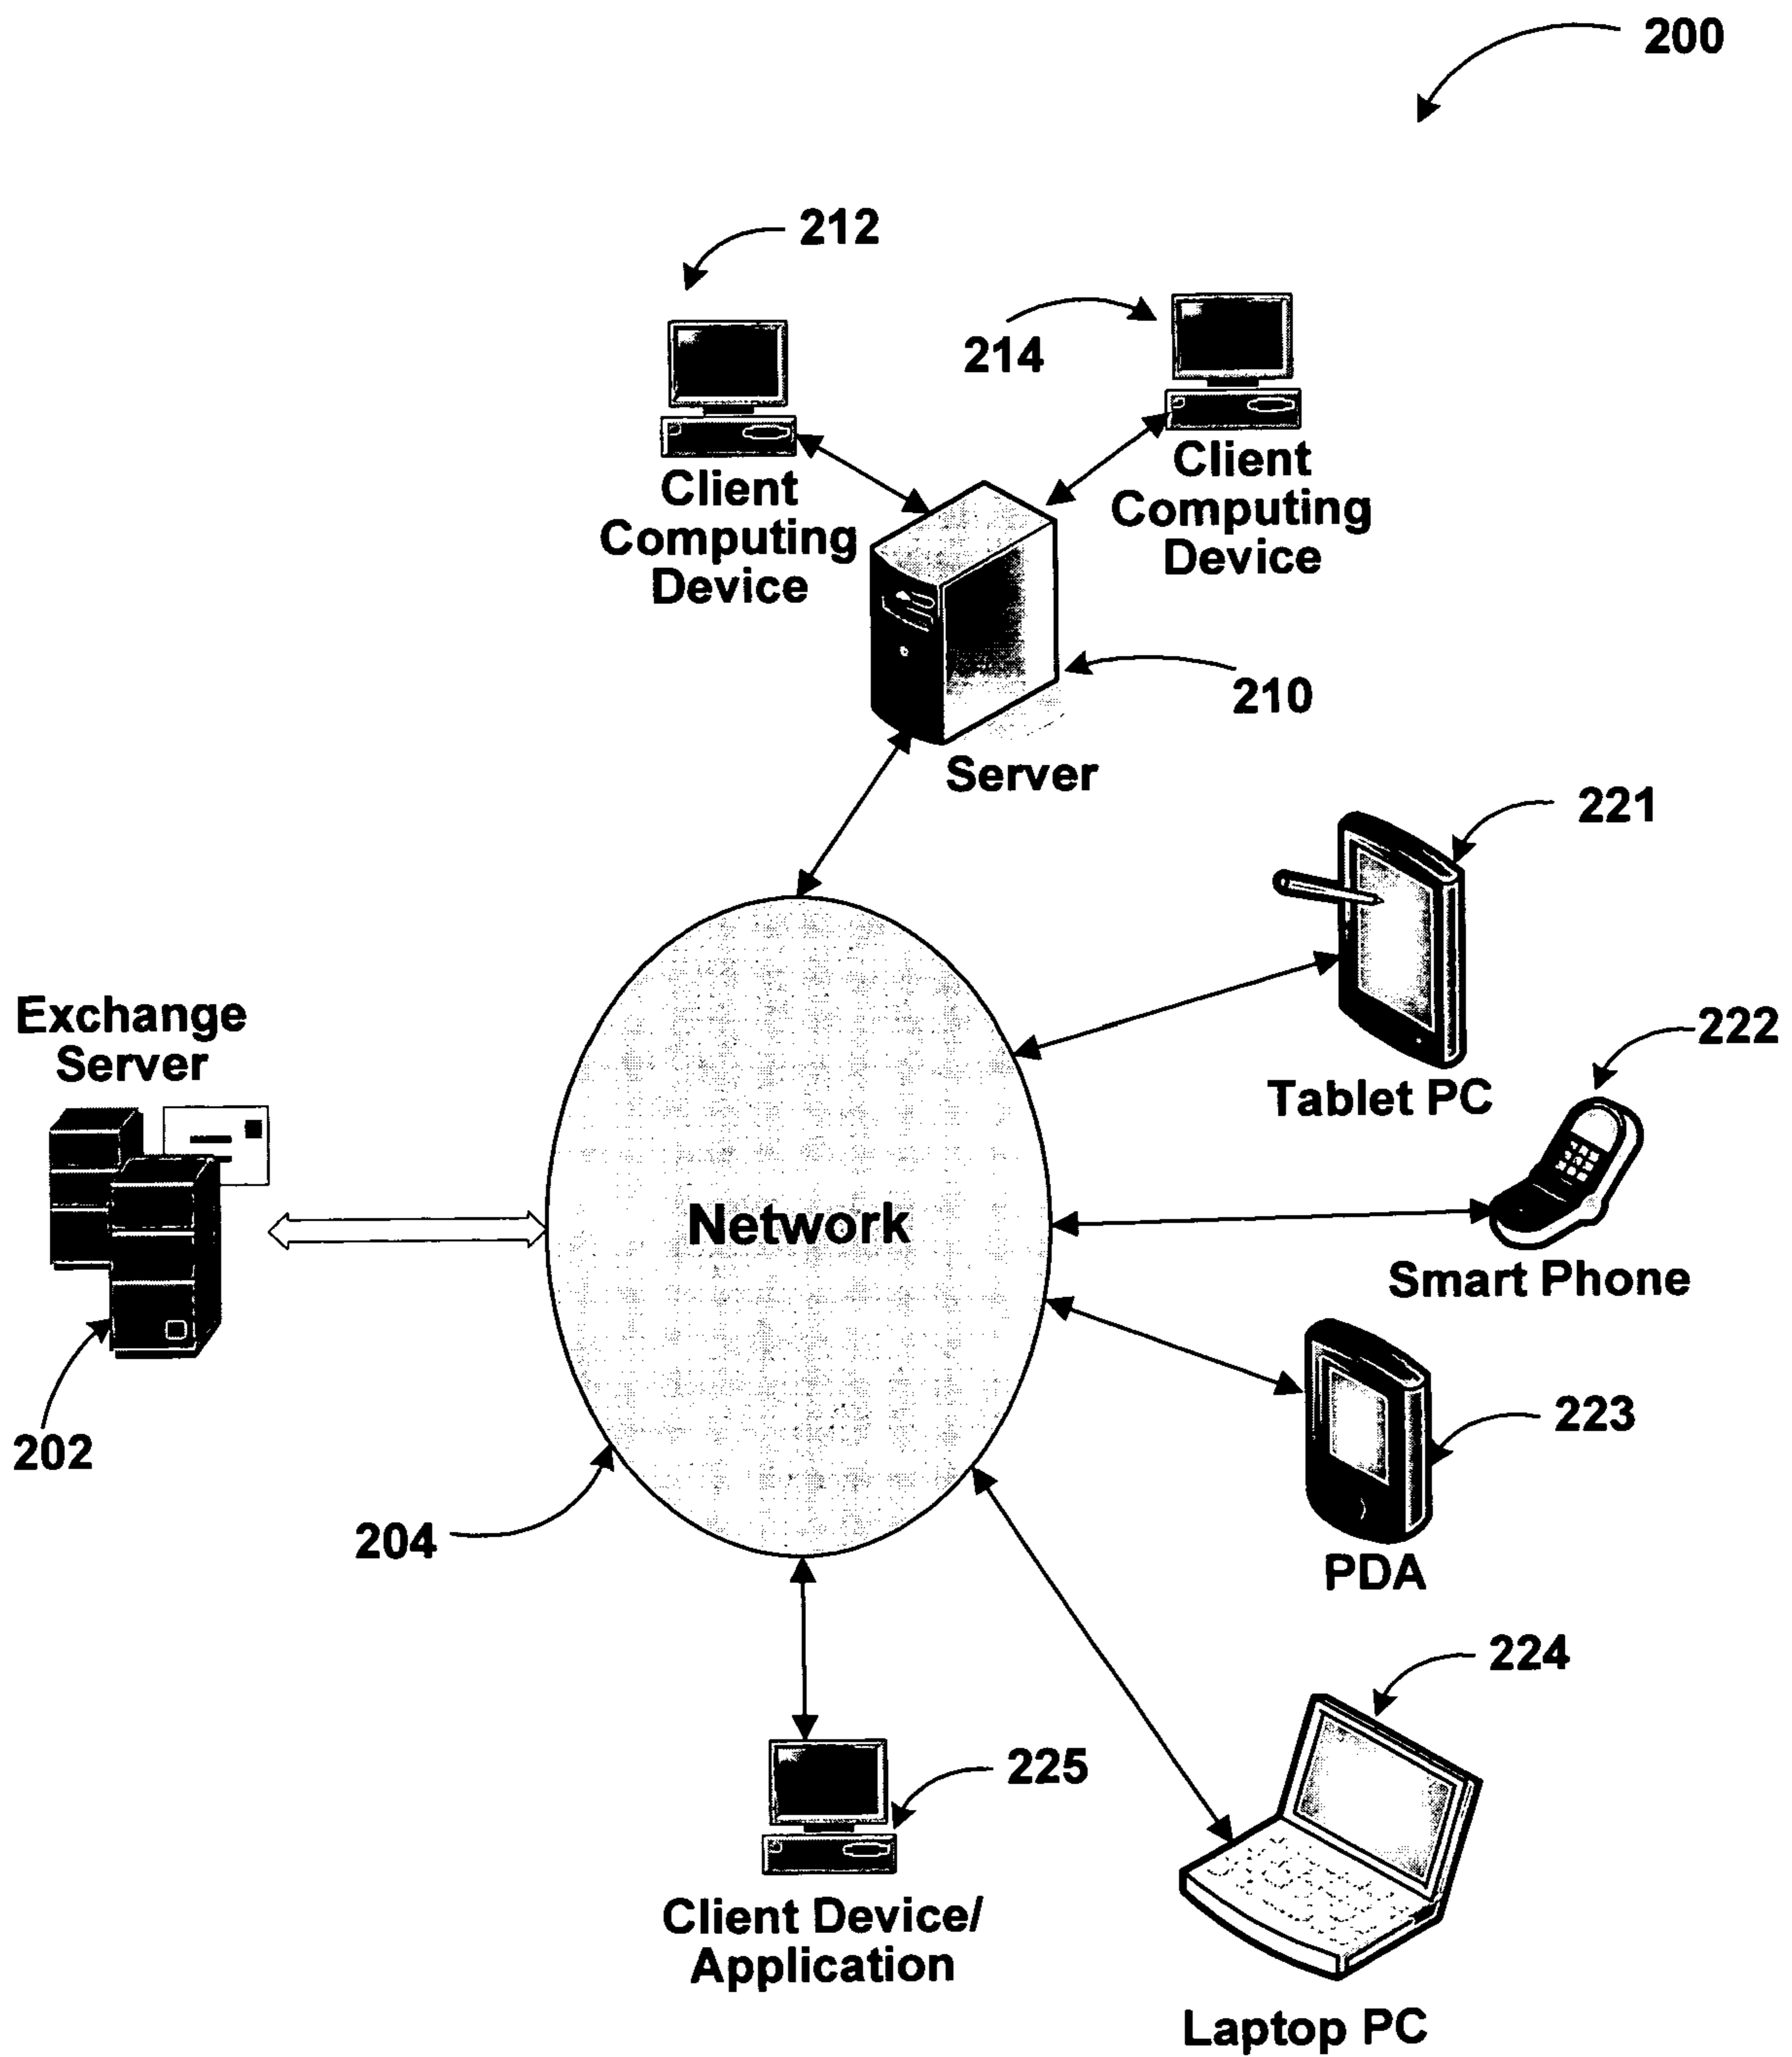 200
212
214
Client
Computing
Device
Client
Computing
Device
210
Server
221
Exchange
Server
222
Tablet PC
Network
Smart Phone
202
223
204
PDA
224
225
Client Device/
Application
Laptop PC